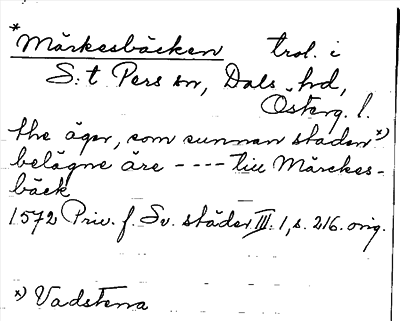 *Märkesbäcken trol. i
S:t Pers sn, Dals hd,
Österg. l.
the äger, som sunnan staden *)
belägne äre ---- till Märckes-
bäck
1572 Priv. f. Sv. städer III: 1, s. 216. orig.
*) Vadstena